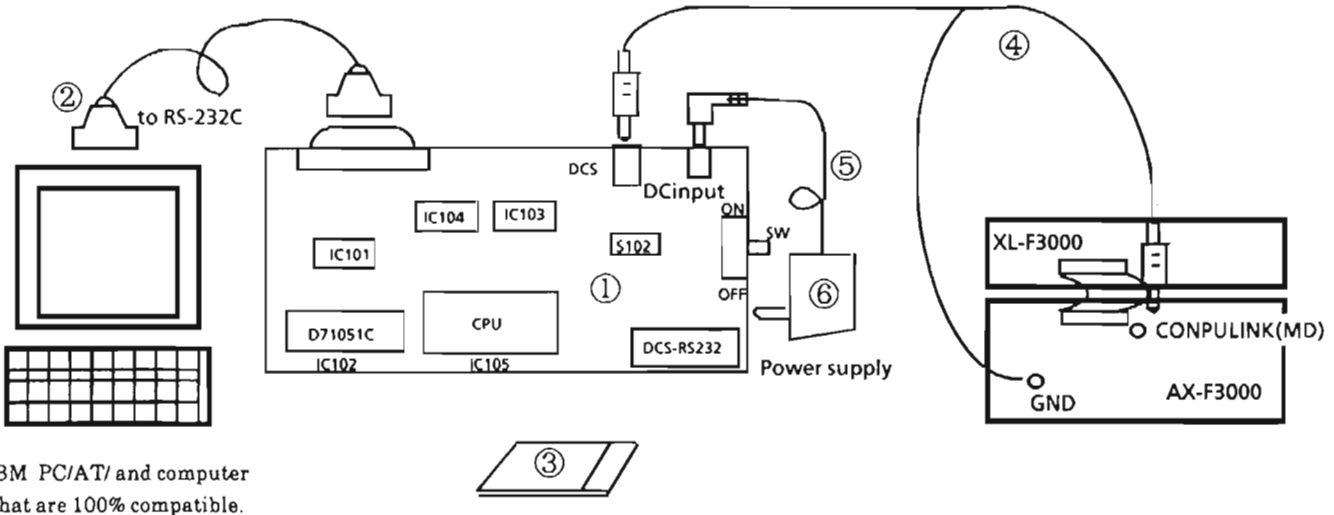 ④
②
to RS-232C
DCS
DCinput
⑤
ON
SW
IC104
IC103
S102
IC101
XL-F3000
①
OFF
⑥
D71051C
CPU
DCS-RS232
CONPULINK(MD)
IC102
IC105
Power supply
GND
AX-F3000
③
BM PC/AT/ and computer
hat are 100% compatible.